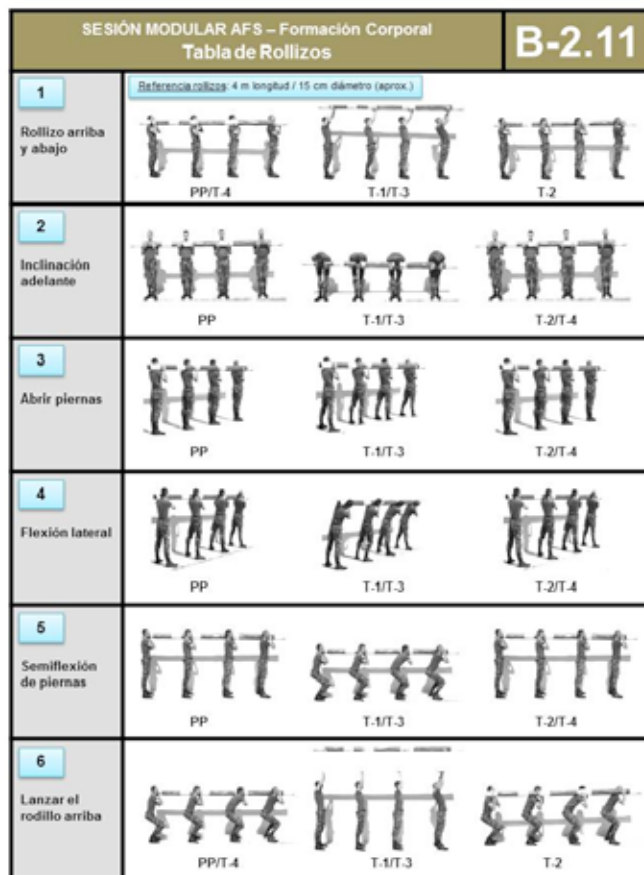 SESIÓN MODULAR AFS – Formación Corporal
Tabla de Rollizos
B-2.11
1
Rollizo arriba
y abajo
Referencia rollizos: 4 m longitud / 15 cm diámetro (aprox.)
PP/T-4
T-1/T-3
T-2
2
Inclinación
adelante
PP
T-1/T-3
T-2/T-4
3
Abrir piernas
PP
T-1/T-3
T-2/T-4
4
Flexión lateral
PP
T-1/T-3
T-2/T-4
5
Semiflexión
de piernas
PP
T-1/T-3
T-2/T-4
6
Lanzar el
rodillo arriba
PP/T-4
T-1/T-3
T-2